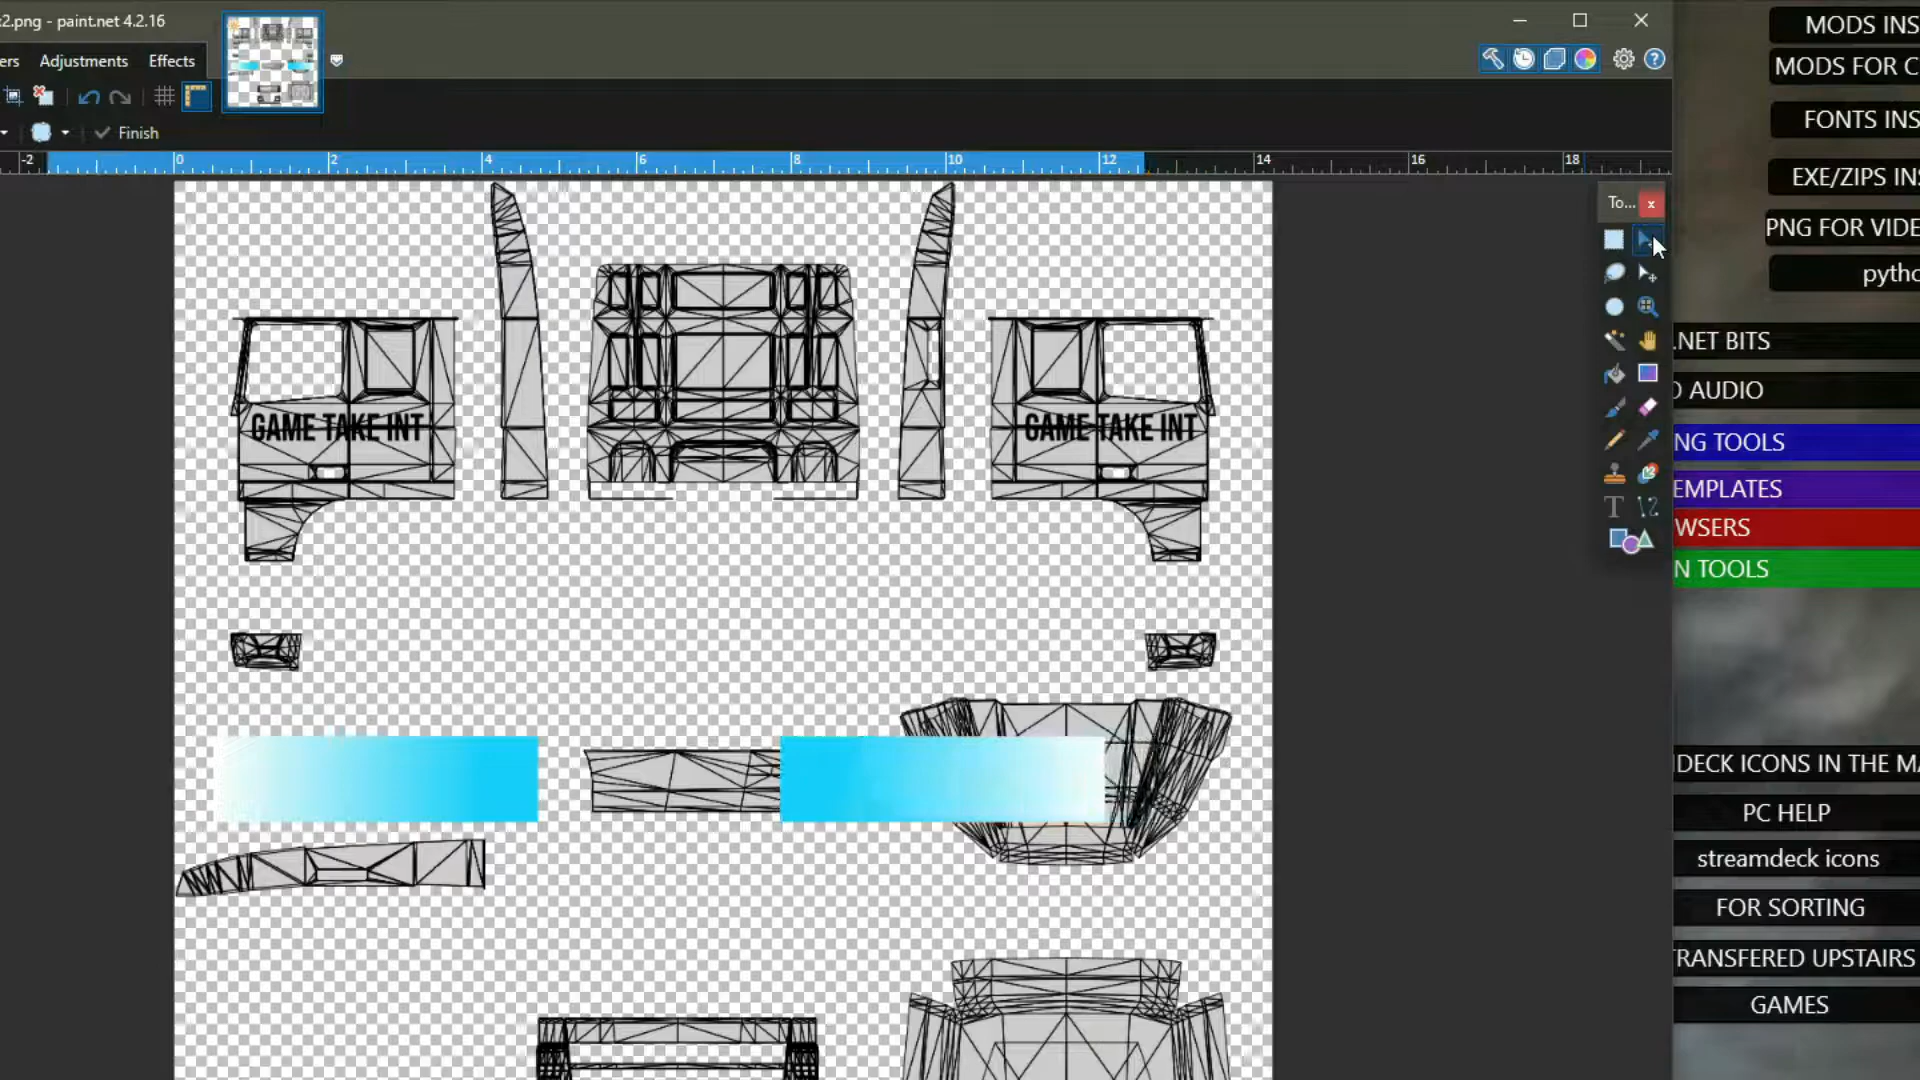 2.png - paint.net 4.2.16
ers Adjustments Effects
Finish
-2 0 2 4 6 8 10 12 14 16 18
To...
GAME TAKE INT
GAME TAKE INT
MODS INS
MODS FOR C
FONTS INS
EXE/ZIPS INS
PNG FOR VIDE
pytho
.NET BITS
O AUDIO
NG TOOLS
EMPLATES
WSERS
N TOOLS
DECK ICONS IN THE MA
PC HELP
streamdeck icons
FOR SORTING
TRANSFERED UPSTAIRS
GAMES